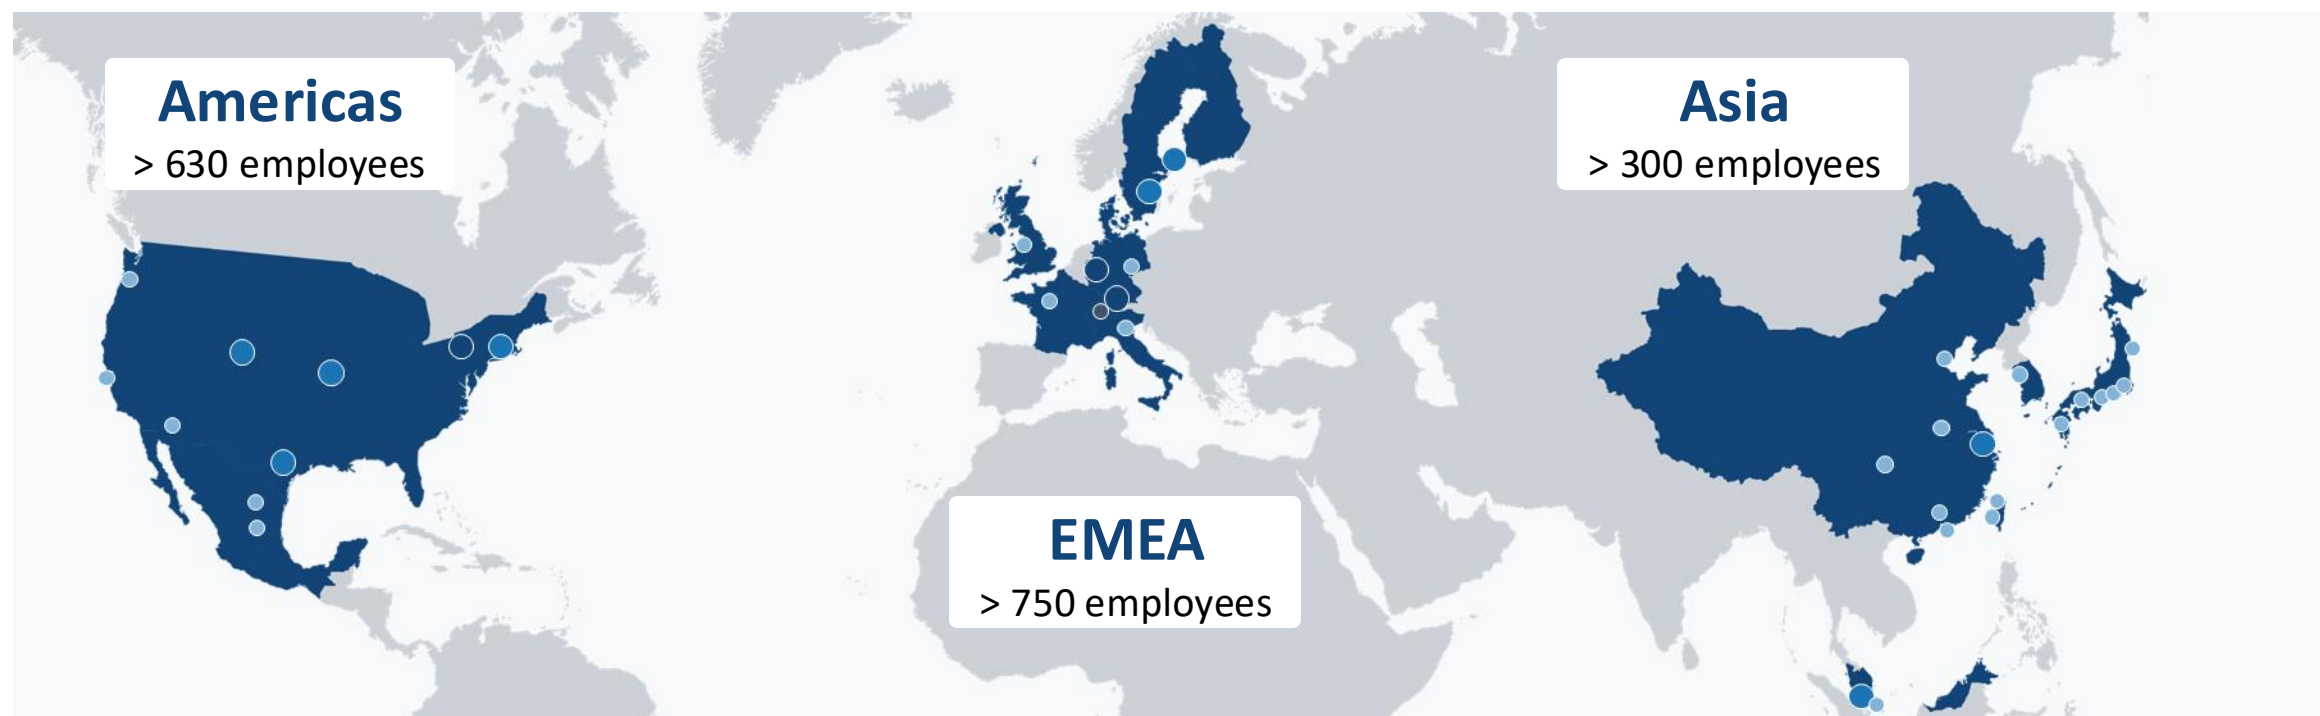 Americas
> 630 employees
EMEA
> 750 employees
Asia
> 300 employees